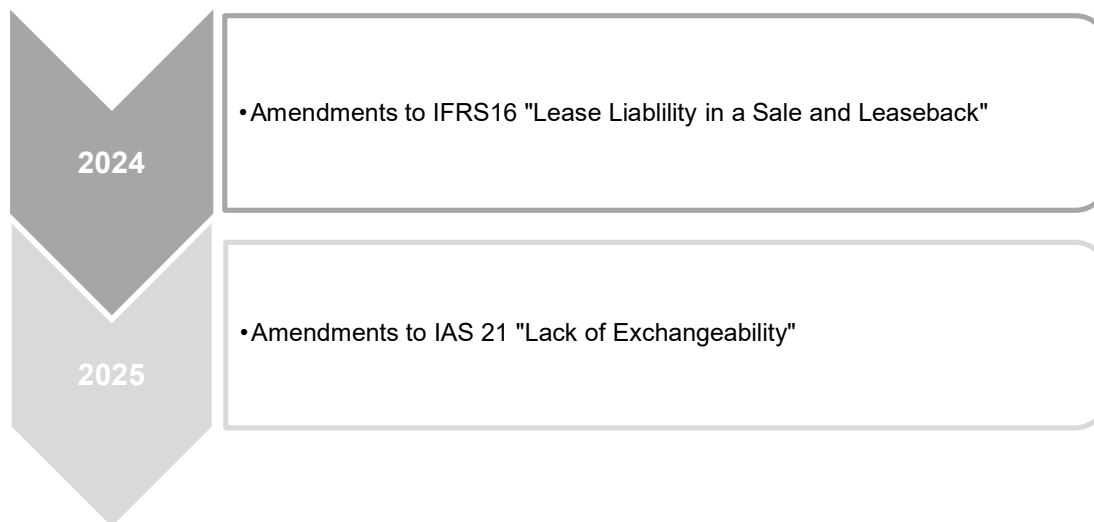 2024
•Amendments to IFRS16 "Lease Liablility in a Sale and Leaseback"
2025
•Amendments to IAS 21 "Lack of Exchangeability"